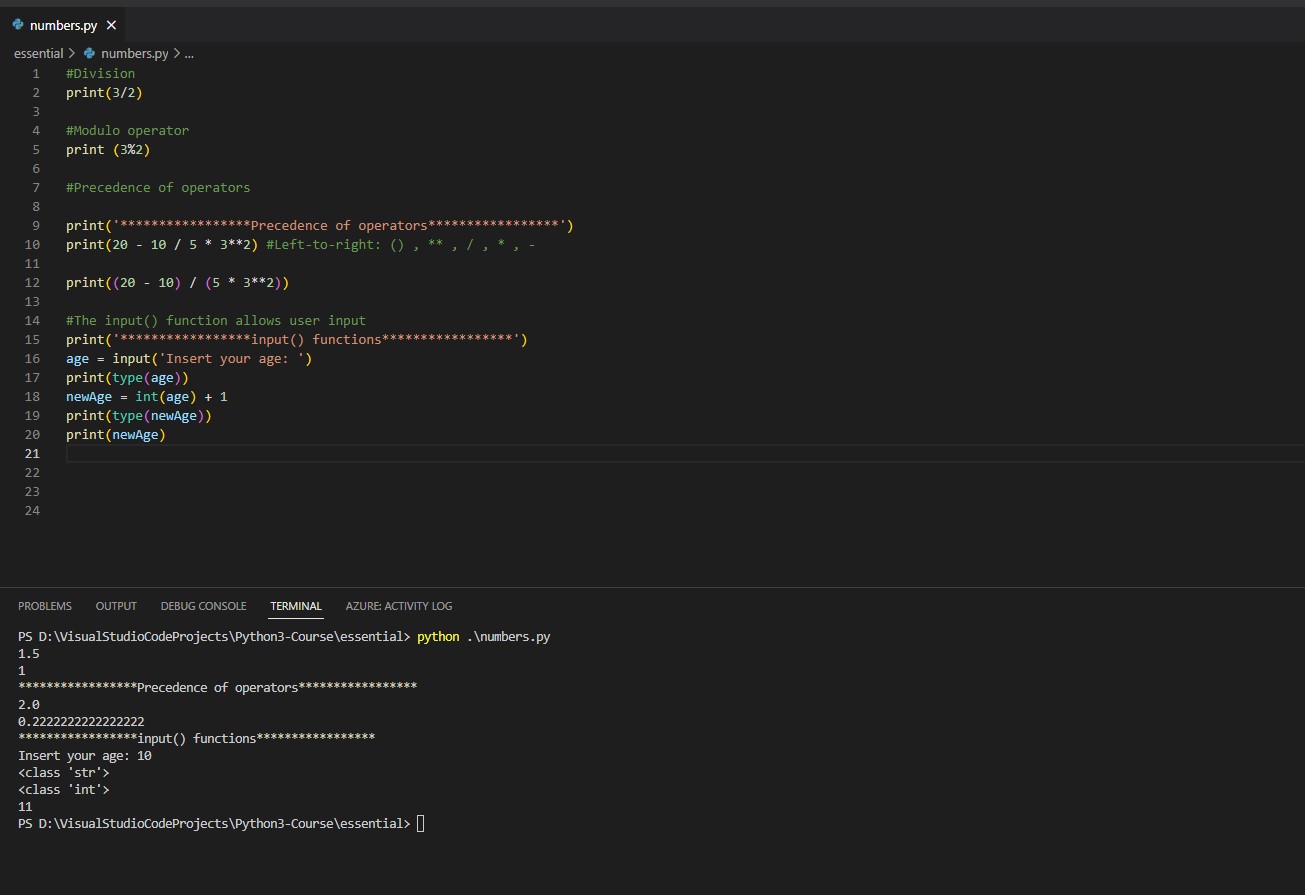 numbers.py ×
essential > numbers.py > ...
1 #Division
2 print(3/2)
3
4 #Modulo operator
5 print (3%2)
6
7 #Precedence of operators
8
9 print('*****************Precedence of operators*****************')
10 print(20 - 10 / 5 * 3**2) #Left-to-right: () , ** , / , * , -
11
12 print((20 - 10) / (5 * 3**2))
13
14 #The input() function allows user input
15 print('*****************input() functions*****************')
16 age = input('Insert your age: ')
17 print(type(age))
18 newAge = int(age) + 1
19 print(type(newAge))
20 print(newAge)
21
22
23
24
PROBLEMS OUTPUT DEBUG CONSOLE TERMINAL AZURE: ACTIVITY LOG
PS D:\VisualStudioCodeProjects\Python3-Course\essential> python .\numbers.py
1.5
1
*****************Precedence of operators*****************
2.0
0.2222222222222222
*****************input() functions*****************
Insert your age: 10
<class 'str'>
<class 'int'>
11
PS D:\VisualStudioCodeProjects\Python3-Course\essential>